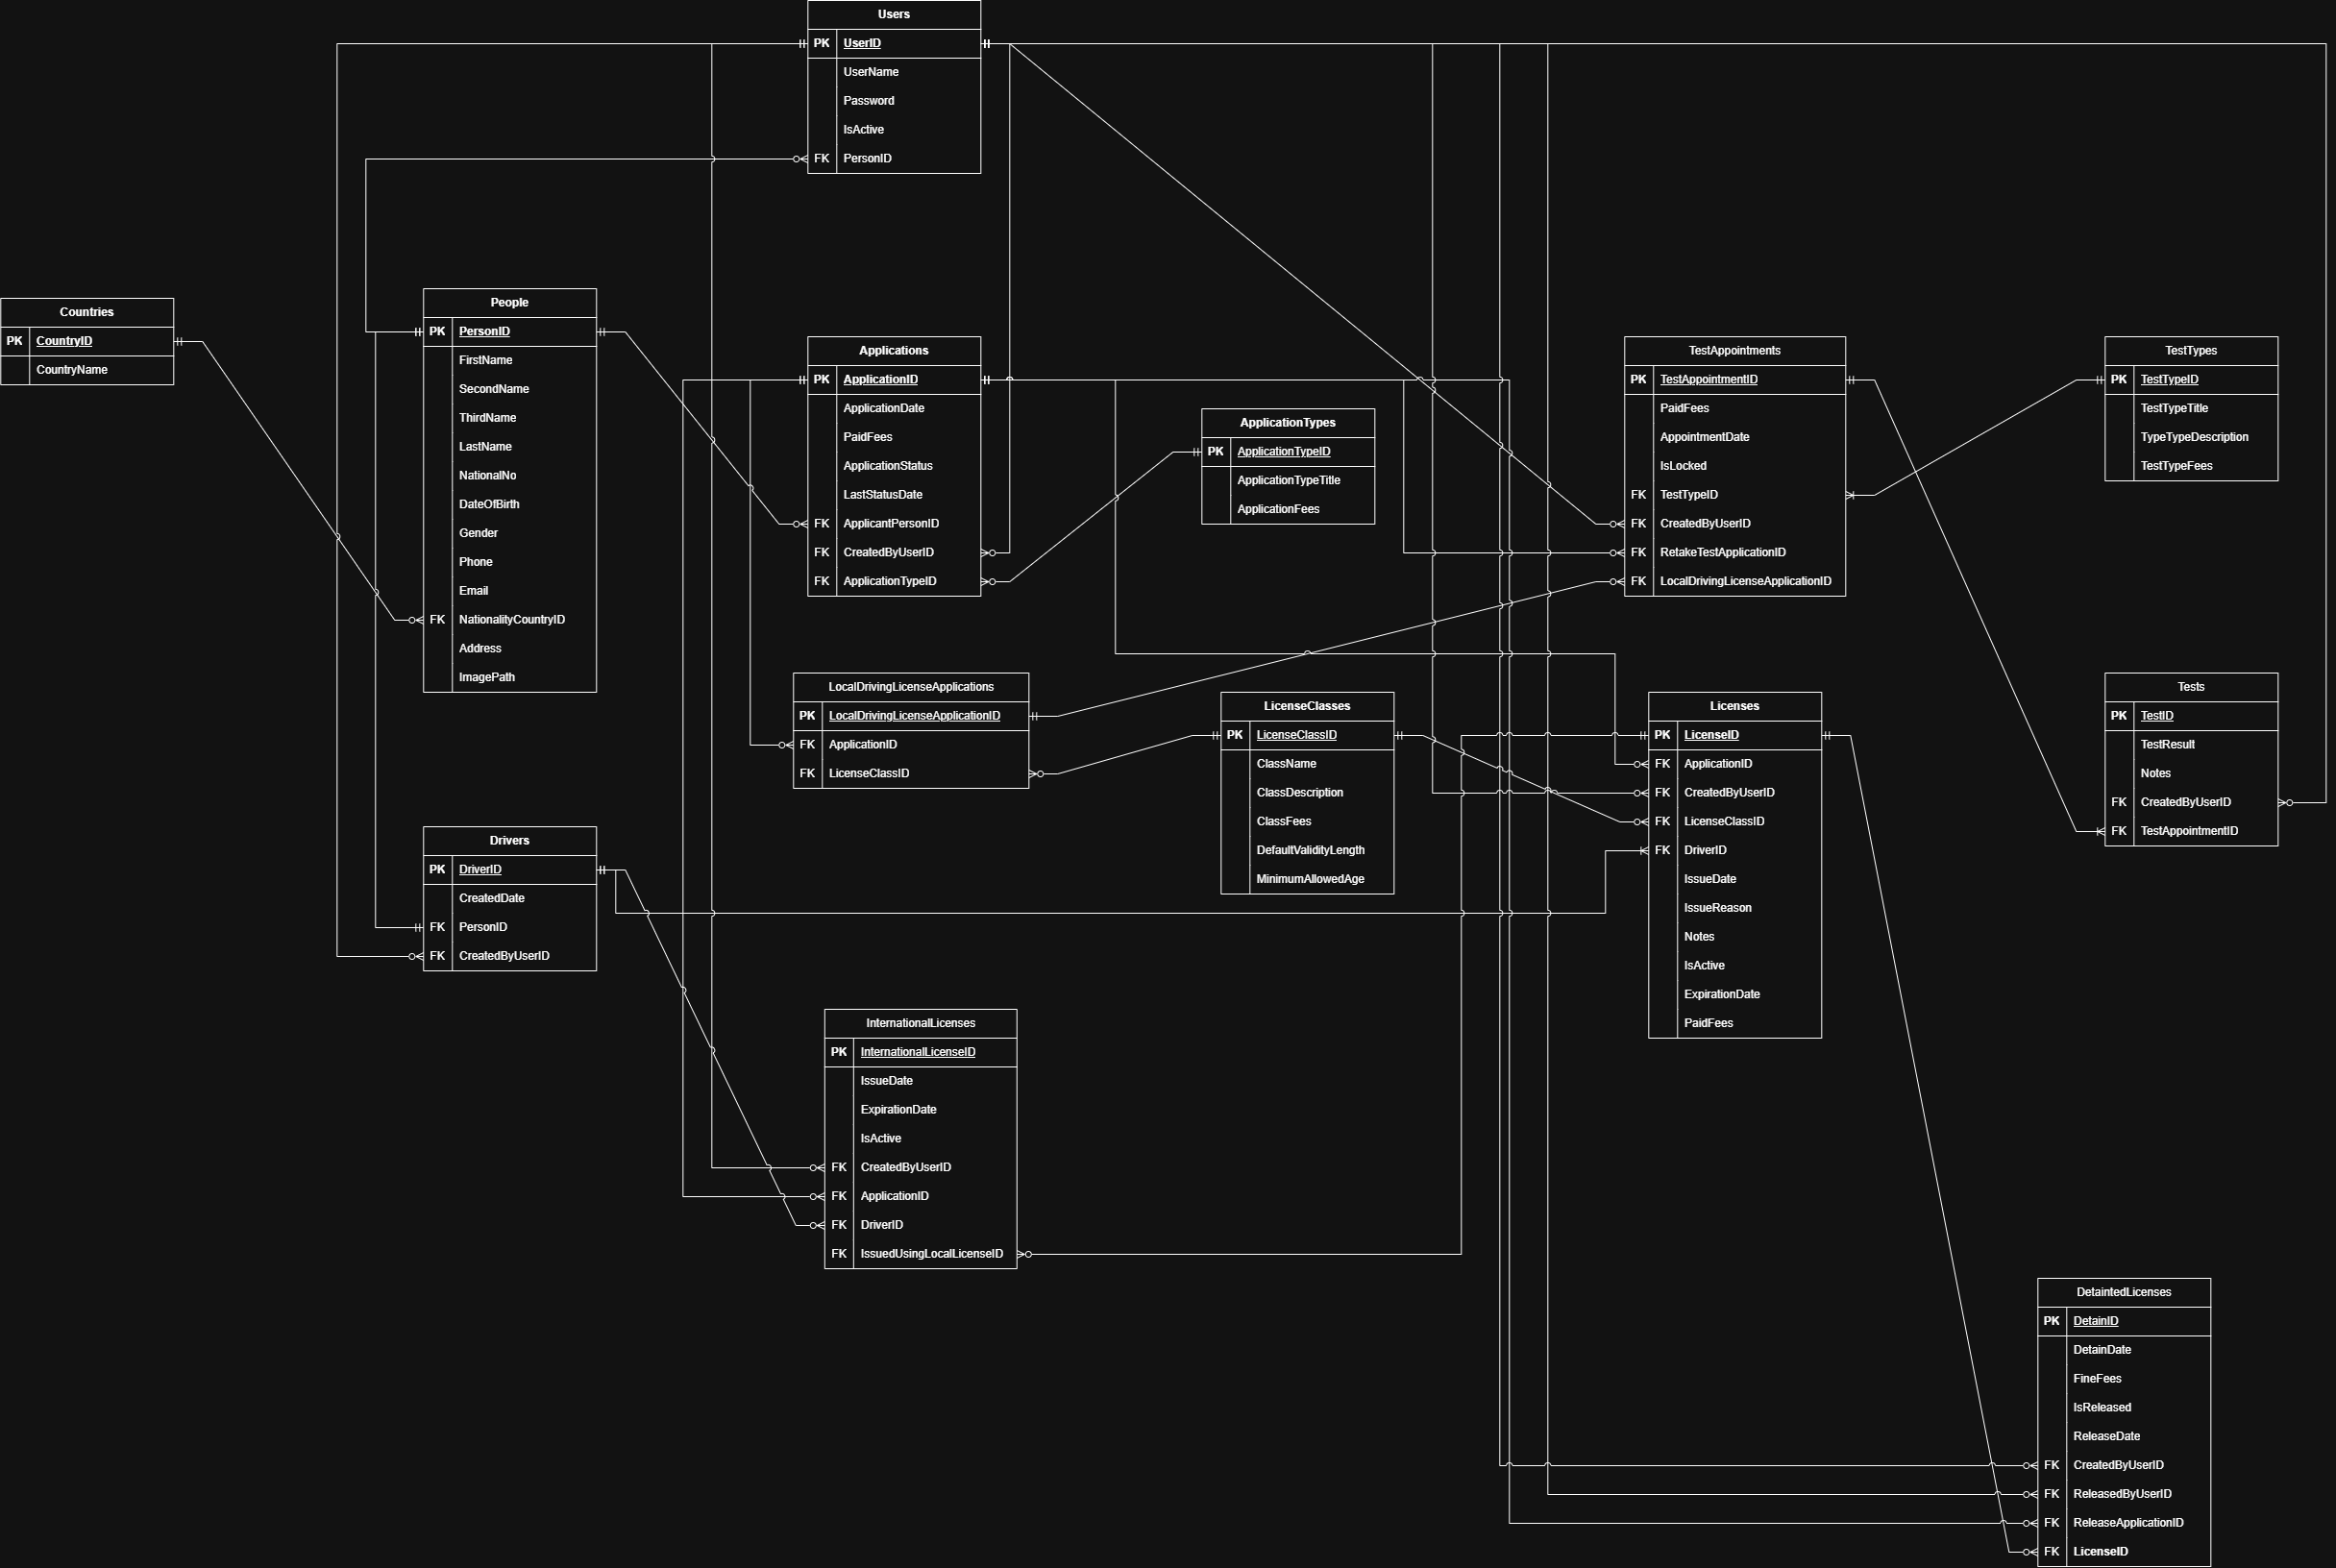 Users
PK UserID
UserName
Password
IsActive
FK PersonID
Countries
PK CountryID
CountryName
People
PK PersonID
FirstName
SecondName
ThirdName
LastName
NationalNo
DateOfBirth
Gender
Phone
Email
FK NationalityCountryID
Address
ImagePath
Applications
PK ApplicationID
ApplicationDate
PaidFees
ApplicationStatus
LastStatusDate
FK ApplicantPersonID
FK CreatedByUserID
FK ApplicationTypeID
ApplicationTypes
PK ApplicationTypeID
ApplicationTypeTitle
ApplicationFees
TestAppointments
PK TestAppointmentID
PaidFees
AppointmentDate
IsLocked
FK TestTypeID
FK CreatedByUserID
FK RetakeTestApplicationID
FK LocalDrivingLicenseApplicationID
TestTypes
PK TestTypeID
TestTypeTitle
TypeTypeDescription
TestTypeFees
LocalDrivingLicenseApplications
PK LocalDrivingLicenseApplicationID
FK ApplicationID
FK LicenseClassID
LicenseClasses
PK LicenseClassID
ClassName
ClassDescription
ClassFees
DefaultValidityLength
MinimumAllowedAge
Licenses
PK LicenseID
FK ApplicationID
FK CreatedByUserID
FK LicenseClassID
FK DriverID
IssueDate
IssueReason
Notes
IsActive
ExpirationDate
PaidFees
Tests
PK TestID
TestResult
Notes
FK CreatedByUserID
FK TestAppointmentID
Drivers
PK DriverID
CreatedDate
FK PersonID
FK CreatedByUserID
InternationalLicenses
PK InternationalLicenseID
IssueDate
ExpirationDate
IsActive
FK CreatedByUserID
FK ApplicationID
FK DriverID
FK IssuedUsingLocalLicenseID
DetaintedLicenses
PK DetainID
DetainDate
FineFees
IsReleased
ReleaseDate
FK CreatedByUserID
FK ReleasedByUserID
FK ReleaseApplicationID
FK LicenseID